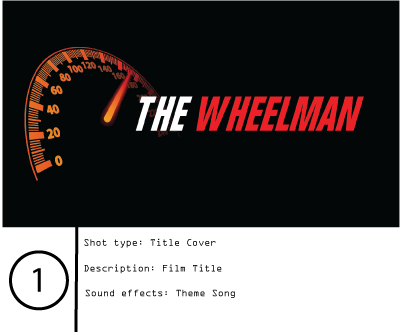 0
20
40
60
80
100
120
140
160
THE WHEELMAN
1
Shot type: Title Cover
Description: Film Title
Sound effects: Theme Song